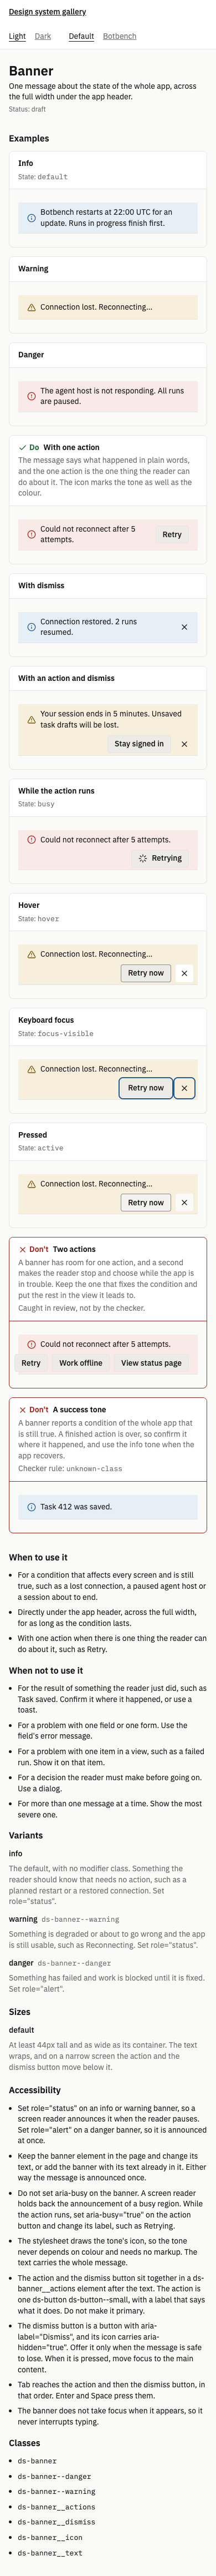 Design system gallery
Light Dark Default Botbench
Banner
One message about the state of the whole app, across
the full width under the app header.
Status: draft
Examples
Info
State: default
Botbench restarts at 22:00 UTC for an
update. Runs in progress finish first.
Warning
Connection lost. Reconnecting…
Danger
The agent host is not responding. All runs
are paused.
Do With one action
The message says what happened in plain words,
and the one action is the one thing the reader can
do about it. The icon marks the tone as well as the
colour.
Could not reconnect after 5
attempts.
Retry
With dismiss
Connection restored. 2 runs
resumed.
With an action and dismiss
Your session ends in 5 minutes. Unsaved
task drafts will be lost.
Stay signed in
While the action runs
State: busy
Could not reconnect after 5 attempts.
Retrying
Hover
State: hover
Connection lost. Reconnecting…
Retry now
Keyboard focus
State: focus-visible
Connection lost. Reconnecting…
Retry now
Pressed
State: active
Connection lost. Reconnecting…
Retry now
Don't Two actions
A banner has room for one action, and a second
makes the reader stop and choose while the app is
in trouble. Keep the one that fixes the condition and
put the rest in the view it leads to.
Caught in review, not by the checker.
Could not reconnect after 5 attempts.
Retry Work offline View status page
Don't A success tone
A banner reports a condition of the whole app that
is still true. A finished action is over, so confirm it
where it happened, and use the info tone when the
app recovers.
Checker rule: unknown-class
Task 412 was saved.
When to use it
For a condition that affects every screen and is still
true, such as a lost connection, a paused agent host or
a session about to end.
Directly under the app header, across the full width,
for as long as the condition lasts.
With one action when there is one thing the reader can
do about it, such as Retry.
When not to use it
For the result of something the reader just did, such as
Task saved. Confirm it where it happened, or use a
toast.
For a problem with one field or one form. Use the
field's error message.
For a problem with one item in a view, such as a failed
run. Show it on that item.
For a decision the reader must make before going on.
Use a dialog.
For more than one message at a time. Show the most
severe one.
Variants
info
The default, with no modifier class. Something the
reader should know that needs no action, such as a
planned restart or a restored connection. Set
role="status".
warning ds-banner--warning
Something is degraded or about to go wrong and the app
is still usable, such as Reconnecting. Set role="status".
danger ds-banner--danger
Something has failed and work is blocked until it is fixed.
Set role="alert".
Sizes
default
At least 44px tall and as wide as its container. The text
wraps, and on a narrow screen the action and the
dismiss button move below it.
Accessibility
Set role="status" on an info or warning banner, so a
screen reader announces it when the reader pauses.
Set role="alert" on a danger banner, so it is announced
at once.
Keep the banner element in the page and change its
text, or add the banner with its text already in it. Either
way the message is announced once.
Do not set aria-busy on the banner. A screen reader
holds back the announcement of a busy region. While
the action runs, set aria-busy="true" on the action
button and change its label, such as Retrying.
The stylesheet draws the tone's icon, so the tone
never depends on colour and needs no markup. The
text carries the whole message.
The action and the dismiss button sit together in a ds-
banner__actions element after the text. The action is
one ds-button ds-button--small, with a label that says
what it does. Do not make it primary.
The dismiss button is a button with aria-
label="Dismiss", and its icon carries aria-
hidden="true". Offer it only when the message is safe
to lose. When it is pressed, move focus to the main
content.
Tab reaches the action and then the dismiss button, in
that order. Enter and Space press them.
The banner does not take focus when it appears, so it
never interrupts typing.
Classes
ds-banner
ds-banner--danger
ds-banner--warning
ds-banner__actions
ds-banner__dismiss
ds-banner__icon
ds-banner__text